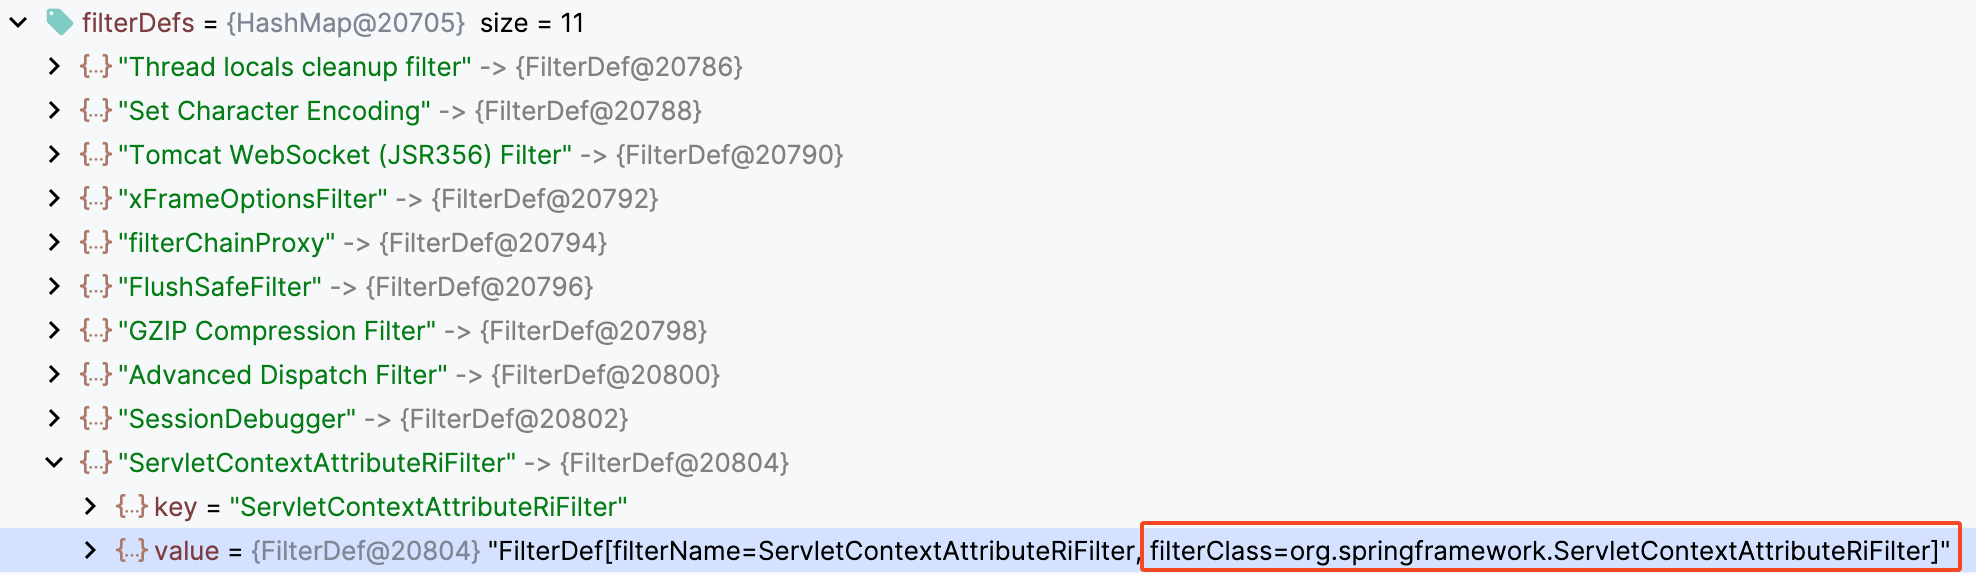 filterDefs = {HashMap@20705} size = 11
{...} "Thread locals cleanup filter" -> {FilterDef@20786}
{...} "Set Character Encoding" -> {FilterDef@20788}
{...} "Tomcat WebSocket (JSR356) Filter" -> {FilterDef@20790}
{...} "xFrameOptionsFilter" -> {FilterDef@20792}
{...} "filterChainProxy" -> {FilterDef@20794}
{...} "FlushSafeFilter" -> {FilterDef@20796}
{...} "GZIP Compression Filter" -> {FilterDef@20798}
{...} "Advanced Dispatch Filter" -> {FilterDef@20800}
{...} "SessionDebugger" -> {FilterDef@20802}
{...} "ServletContextAttributeRiFilter" -> {FilterDef@20804}
{...} key = "ServletContextAttributeRiFilter"
{...} value = {FilterDef@20804} "FilterDef[filterName=ServletContextAttributeRiFilter, filterClass=org.springframework.ServletContextAttributeRiFilter]"